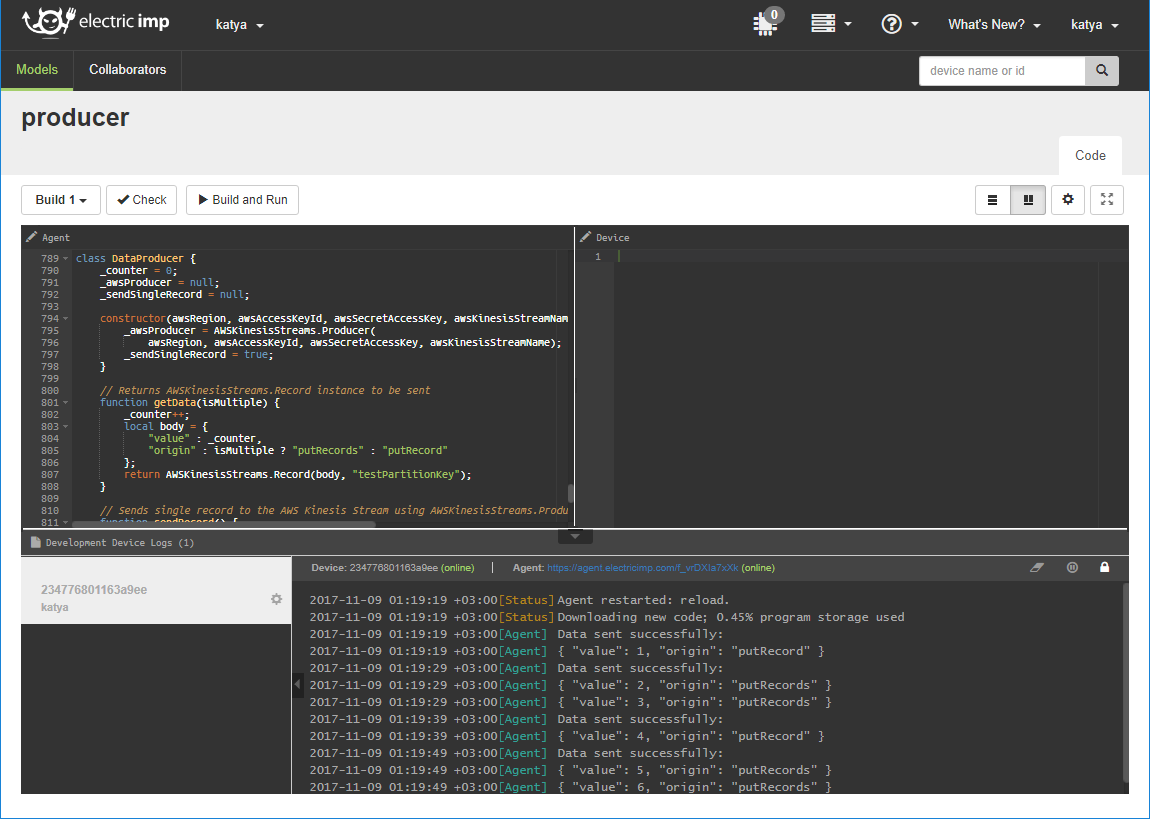 electric imp
katya
0
What's New?
katya
Models
Collaborators
device name or id
producer
Code
Build 1
Check
Build and Run
Agent
789 class DataProducer {
790 _counter = 0;
791 _awsProducer = null;
792 _sendSingleRecord = null;
793
794 constructor(awsRegion, awsAccessKeyId, awsSecretAccessKey, awsKinesisStreamNam
795 _awsProducer = AWSKinesisStreams.Producer(
796 awsRegion, awsAccessKeyId, awsSecretAccessKey, awsKinesisStreamName);
797 _sendSingleRecord = true;
798 }
799
800 // Returns AWSKinesisStreams.Record instance to be sent
801 function getData(isMultiple) {
802 _counter++;
803 local body = {
804 "value" : _counter,
805 "origin" : isMultiple ? "putRecords" : "putRecord"
806 };
807 return AWSKinesisStreams.Record(body, "testPartitionKey");
808 }
809
810 // Sends single record to the AWS Kinesis Stream using AWSKinesisStreams.Produ
811 function sendRecord() {
Device
1
Development Device Logs (1)
234776801163a9ee
katya
Device: 234776801163a9ee (online) | Agent: https://agent.electricimp.com/f_vrDXIa7xXk (online)
2017-11-09 01:19:19 +03:00[Status] Agent restarted: reload.
2017-11-09 01:19:19 +03:00[Status] Downloading new code; 0.45% program storage used
2017-11-09 01:19:19 +03:00[Agent] Data sent successfully:
2017-11-09 01:19:19 +03:00[Agent] { "value": 1, "origin": "putRecord" }
2017-11-09 01:19:29 +03:00[Agent] Data sent successfully:
2017-11-09 01:19:29 +03:00[Agent] { "value": 2, "origin": "putRecords" }
2017-11-09 01:19:29 +03:00[Agent] { "value": 3, "origin": "putRecords" }
2017-11-09 01:19:39 +03:00[Agent] Data sent successfully:
2017-11-09 01:19:39 +03:00[Agent] { "value": 4, "origin": "putRecord" }
2017-11-09 01:19:49 +03:00[Agent] Data sent successfully:
2017-11-09 01:19:49 +03:00[Agent] { "value": 5, "origin": "putRecords" }
2017-11-09 01:19:49 +03:00[Agent] { "value": 6, "origin": "putRecords" }